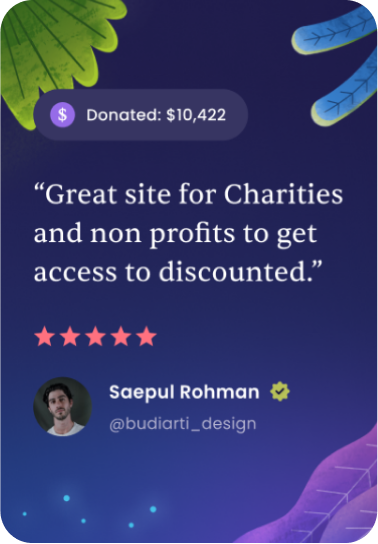 $ Donated: $10,422
“Great site for Charities
and non profits to get
access to discounted.”
Saepul Rohman
@budiarti_design